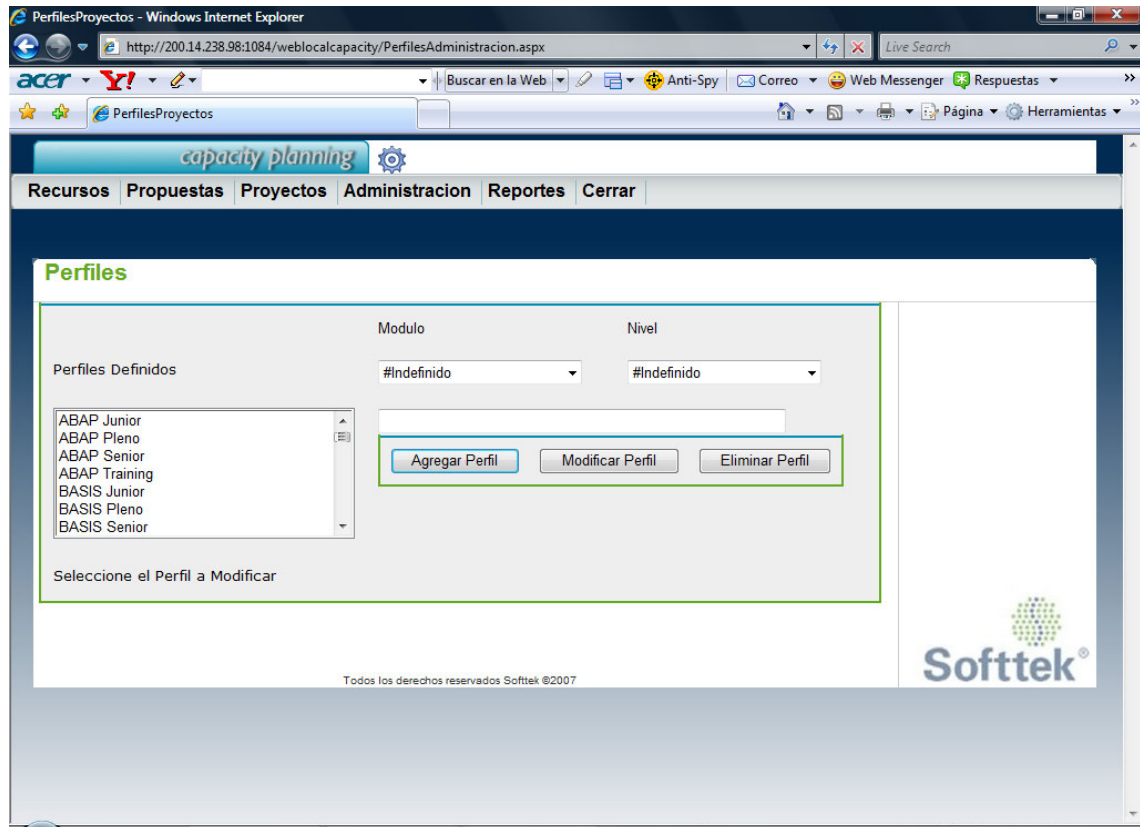 PerfilesProyectos - Windows Internet Explorer
http://200.14.238.98:1084/weblocalcapacity/PerfilesAdministracion.aspx
Live Search
acer Y! Buscar en la Web Anti-Spy Correo Web Messenger Respuestas
PerfilesProyectos
Página Herramientas
capacity planning
Recursos Propuestas Proyectos Administracion Reportes Cerrar
Perfiles
Modulo Nivel
Perfiles Definidos
#Indefinido #Indefinido
ABAP Junior
ABAP Pleno
ABAP Senior
ABAP Training
BASIS Junior
BASIS Pleno
BASIS Senior
Agregar Perfil Modificar Perfil Eliminar Perfil
Seleccione el Perfil a Modificar
Softtek®
Todos los derechos reservados Softtek ©2007